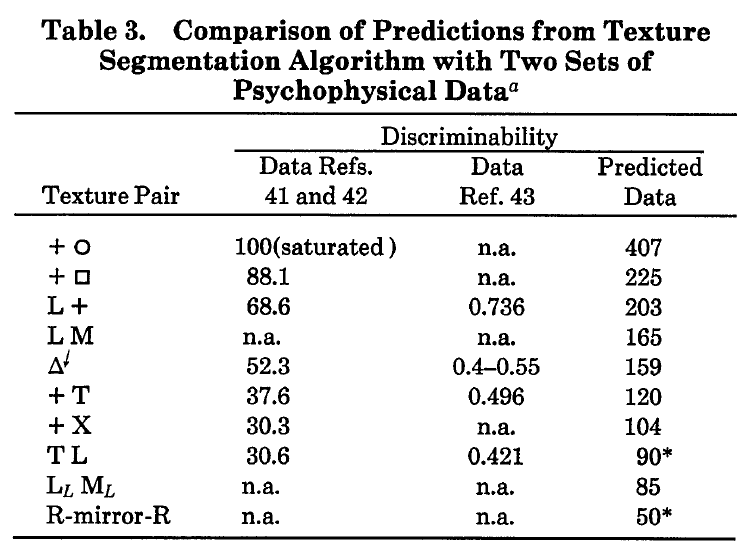 Table 3. Comparison of Predictions from Texture
Segmentation Algorithm with Two Sets of
Psychophysical Dataᵃ
Discriminability
Data Refs. Data Predicted
Texture Pair 41 and 42 Ref. 43 Data
+ O 100(saturated) n.a. 407
+ □ 88.1 n.a. 225
L + 68.6 0.736 203
L M n.a. n.a. 165
Δ 52.3 0.4–0.55 159
+ T 37.6 0.496 120
+ X 30.3 n.a. 104
T L 30.6 0.421 90*
L_L M_L n.a. n.a. 85
R-mirror-R n.a. n.a. 50*